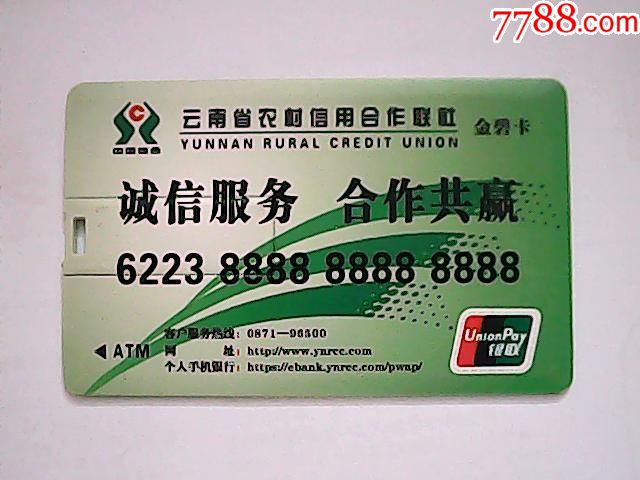 7788.com
云南省农村信用合作联社 金碧卡
YUNNAN RURAL CREDIT UNION
诚信服务 合作共赢
6223 8888 8888 8888
客户服务热线：0871—96500
ATM 网 址：http://www.ynrcc.com
个人手机银行：https://ebank.ynrcc.com/pwap/
UnionPay
银联